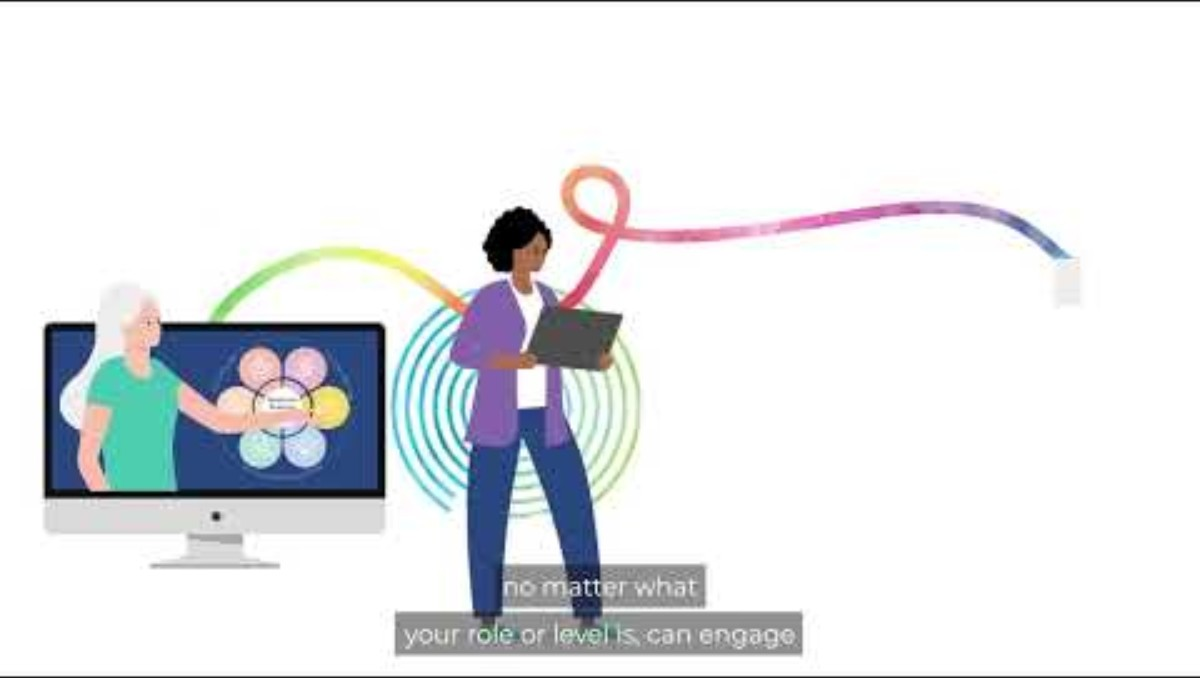 no matter what
your role or level is, can engage